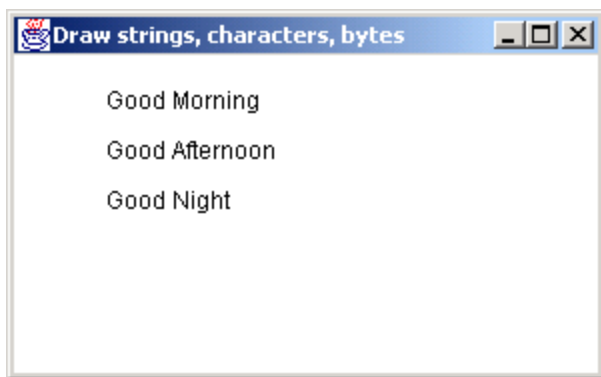 Draw strings, characters, bytes
Good Morning
Good Afternoon
Good Night